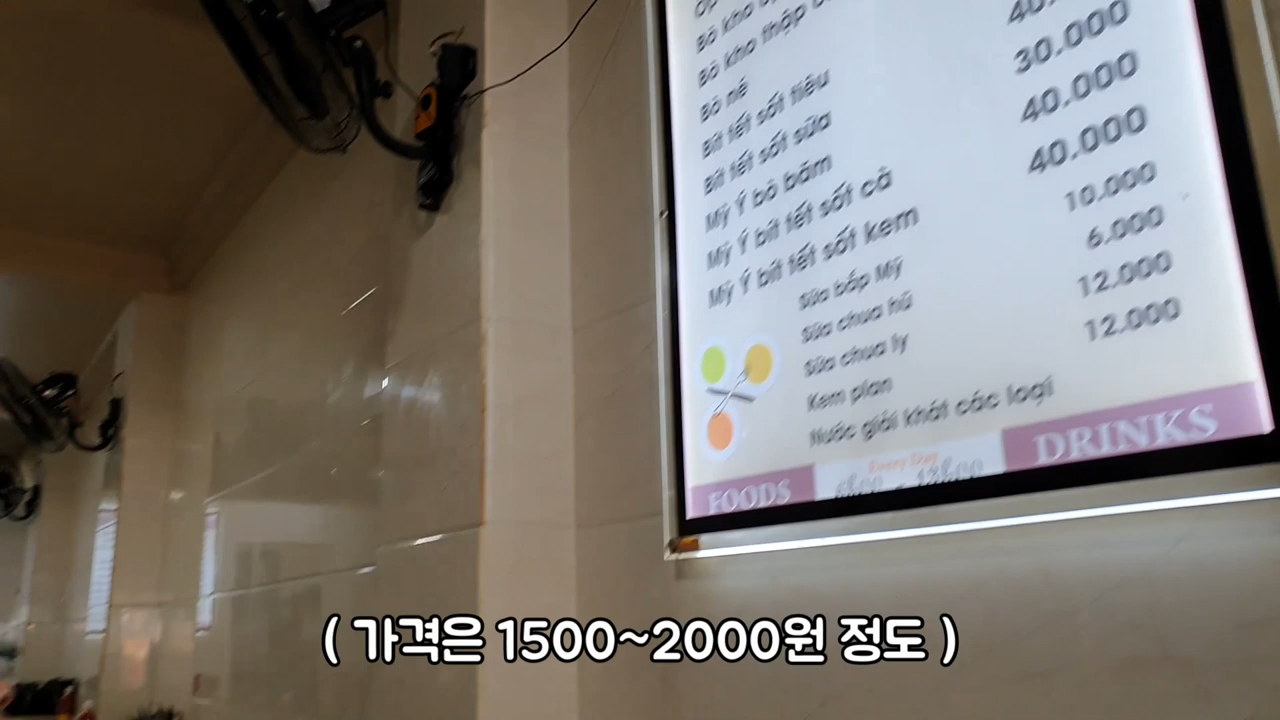 Bò kho
Bò kho thập
Bò né
Bít tết sốt tiêu
Bít tết sốt sữa
Mỳ Ý bò băm
30.000
Mỳ Ý bít tết sốt cà
40.000
Mỳ Ý bít tết sốt kem
40.000
Sữa bắp Mỹ
10.000
Sữa chua hũ
6.000
Sữa chua ly
12.000
Kem plan
12.000
Nước giải khát các loại
FOODS
DRINKS
( 가격은 1500~2000원 정도 )